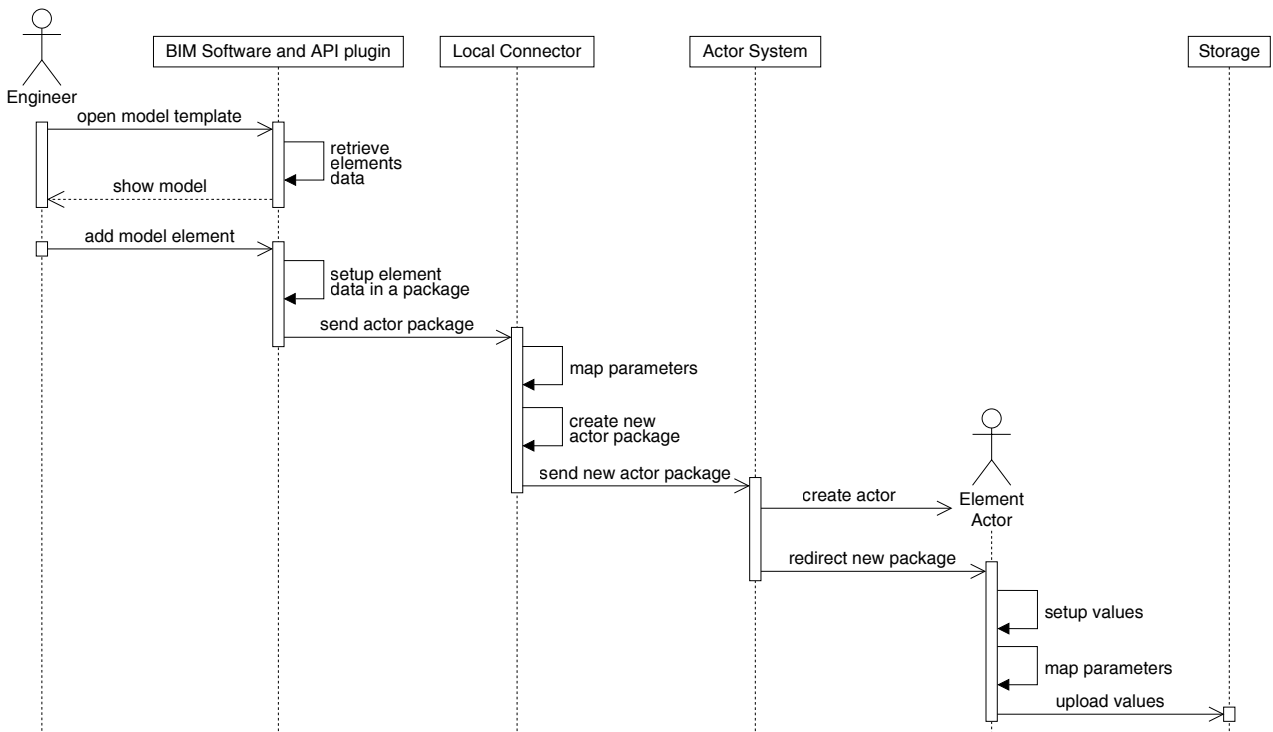 BIM Software and API plugin
Local Connector
Actor System
Storage
Engineer
open model template
retrieve
elements
data
show model
add model element
setup element
data in a package
send actor package
map parameters
create new
actor package
send new actor package
create actor
Element
Actor
redirect new package
setup values
map parameters
upload values